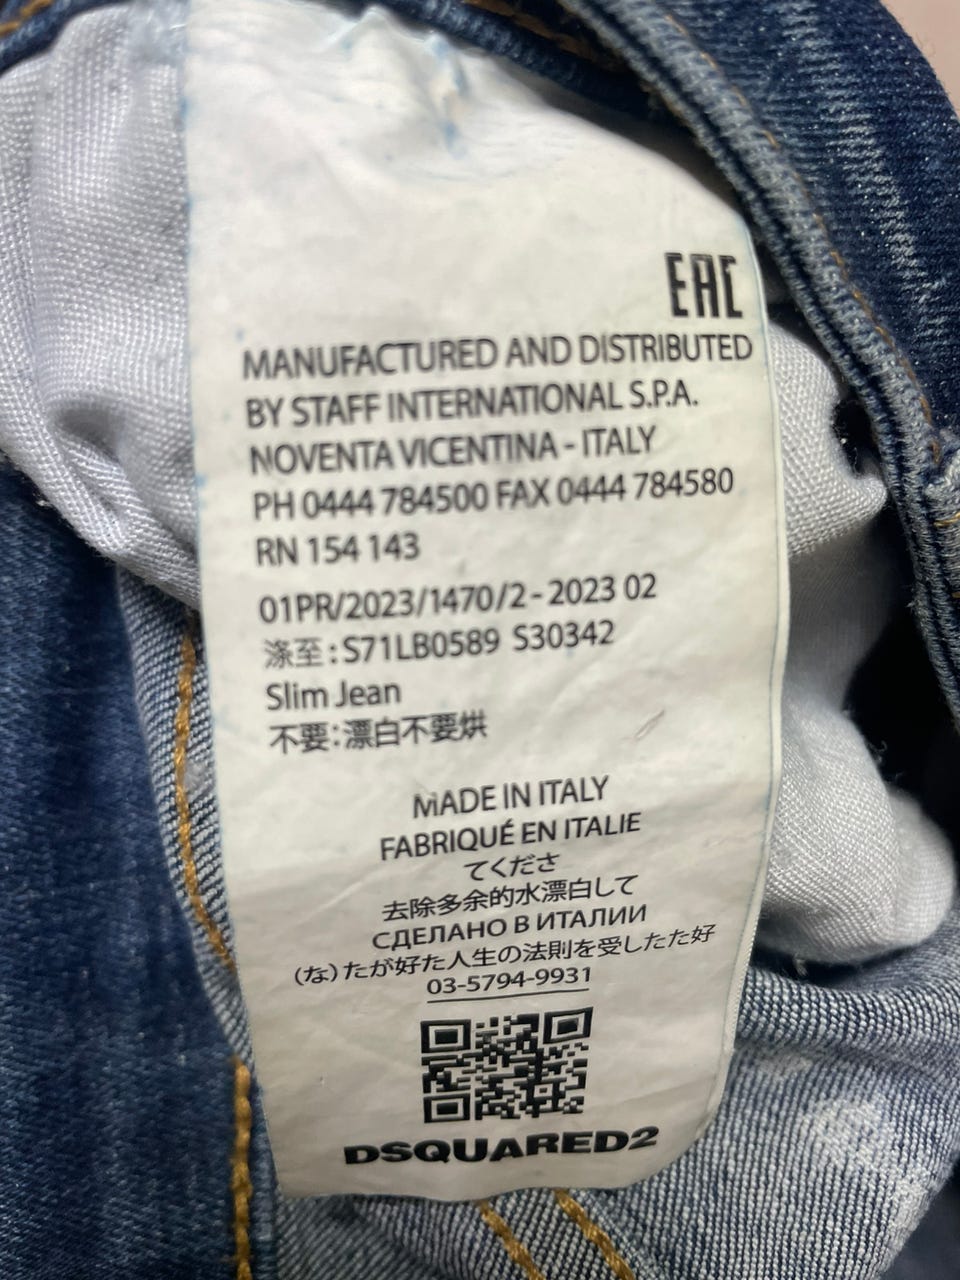 EAC
MANUFACTURED AND DISTRIBUTED
BY STAFF INTERNATIONAL S.P.A.
NOVENTA VICENTINA - ITALY
PH 0444 784500 FAX 0444 784580
RN 154 143
01PR/2023/1470/2 - 2023 02
涤至: S71LB0589 S30342
Slim Jean
不要:漂白不要烘
MADE IN ITALY
FABRIQUÉ EN ITALIE
てくださ
去除多余的水漂白して
СДЕЛАНО В ИТАЛИИ
(な)たが好た人生の法則を受したた好
03-5794-9931
DSQUARED2